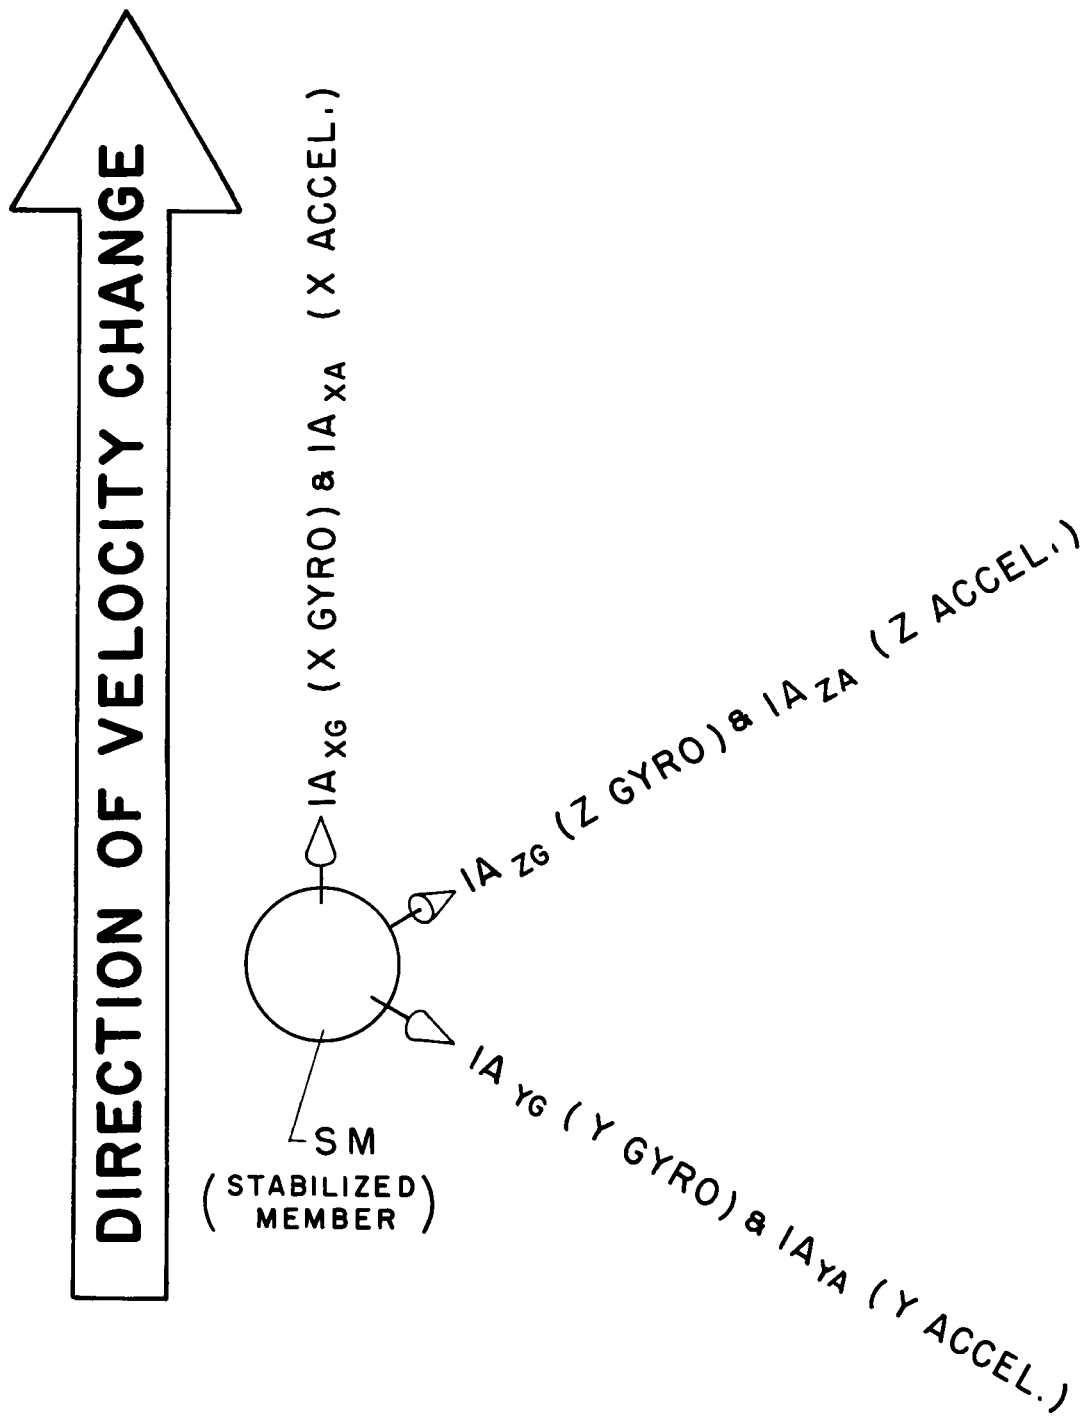 DIRECTION OF VELOCITY CHANGE
IA XG (X GYRO) & IA XA (X ACCEL.)
IA ZG (Z GYRO) & IA ZA (Z ACCEL.)
IA YG (Y GYRO) & IA YA (Y ACCEL.)
SM
(STABILIZED
MEMBER)